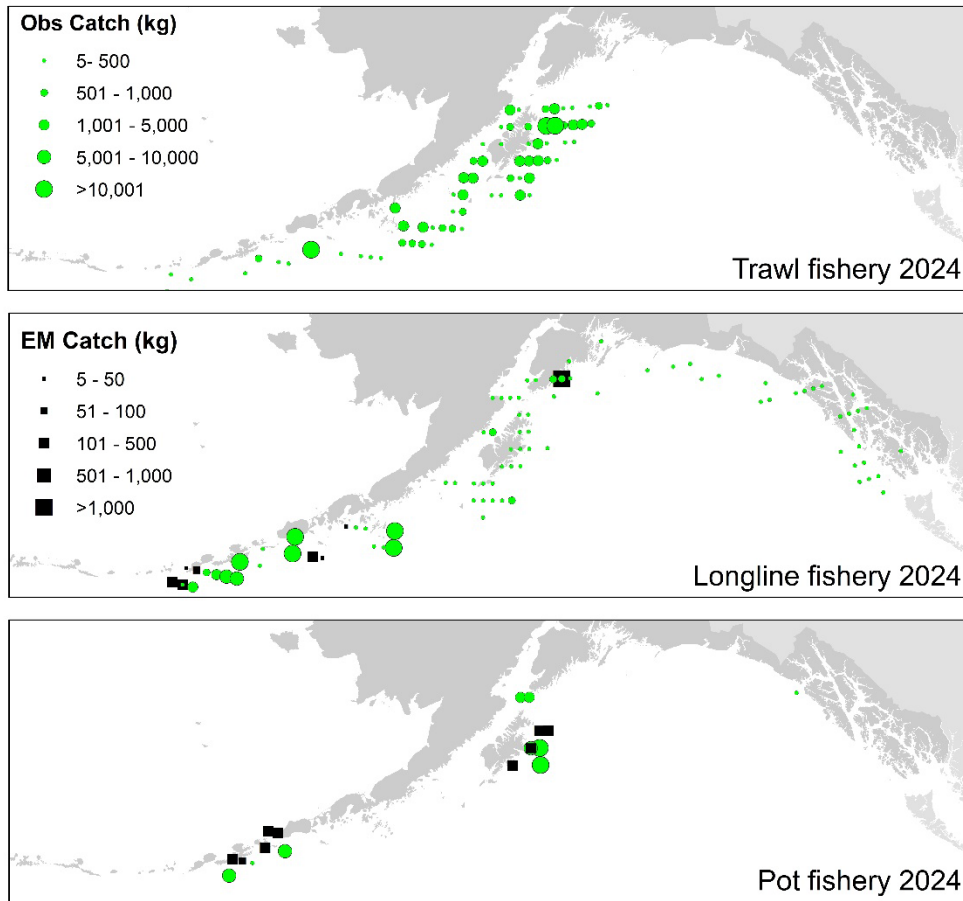 Obs Catch (kg)
5- 500
501 - 1,000
1,001 - 5,000
5,001 - 10,000
>10,001
Trawl fishery 2024
EM Catch (kg)
5 - 50
51 - 100
101 - 500
501 - 1,000
>1,000
Longline fishery 2024
Pot fishery 2024